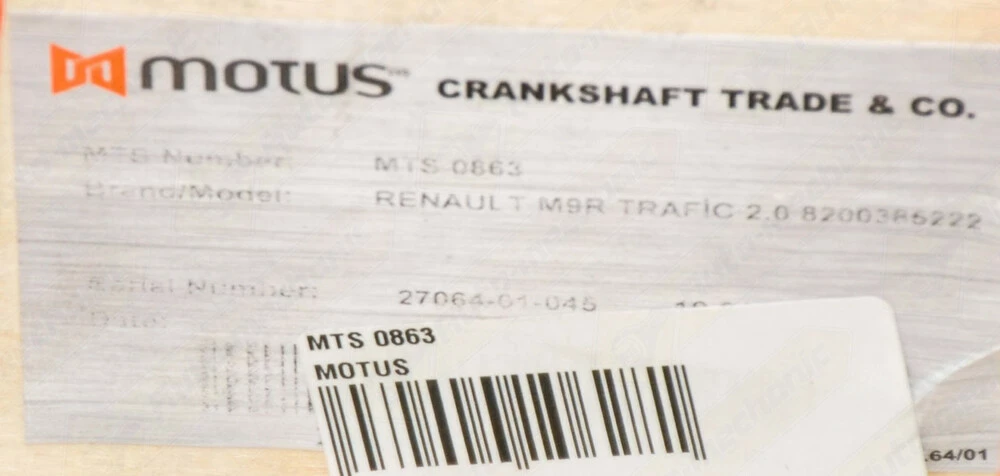 MOTUS™ CRANKSHAFT TRADE & CO.
MTS Number: MTS 0863
Brand/Model: RENAULT M9R TRAFİC 2.0 8200385222
Serial Number: 27064-01-045
Date:
MTS 0863
MOTUS
.64/01